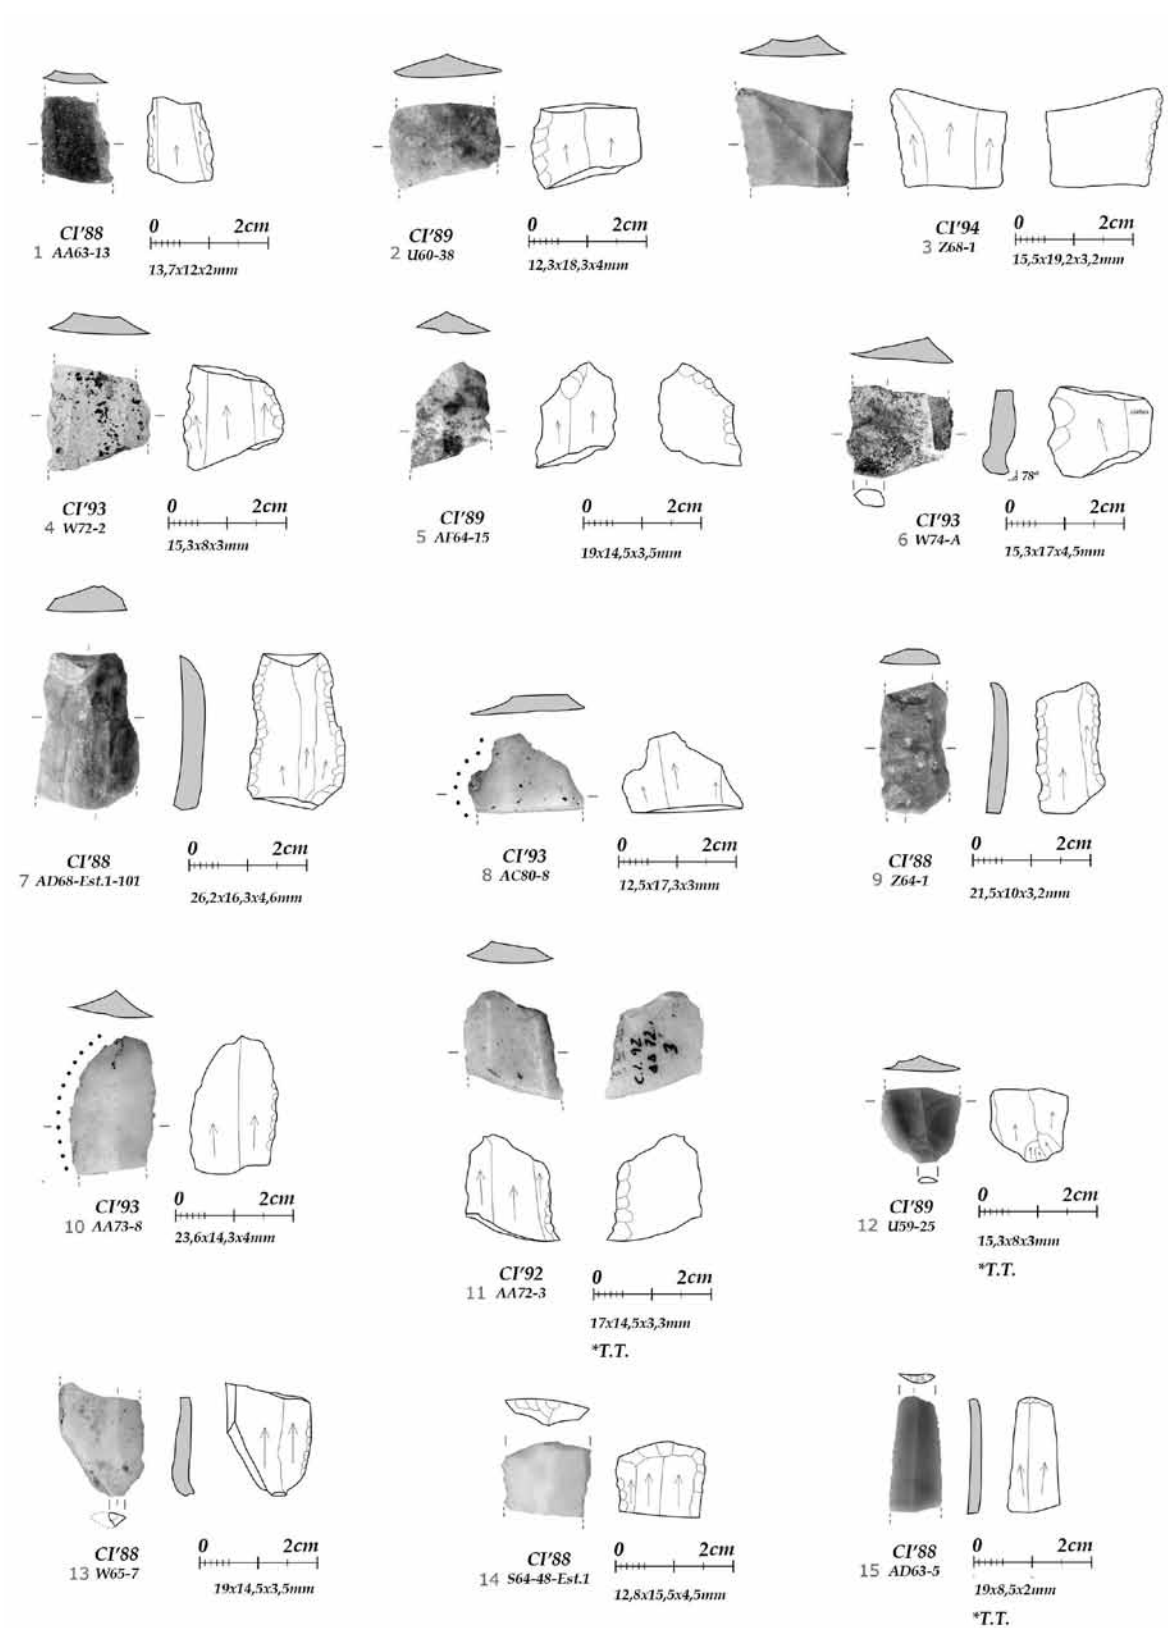 CI'88
1 AA63-13
0 2cm
13,7x12x2mm
CI'89
2 U60-38
0 2cm
12,3x18,3x4mm
CI'94
3 Z68-1
0 2cm
15,5x19,2x3,2mm
CI'93
4 W72-2
0 2cm
15,3x8x3mm
CI'89
5 AF64-15
0 2cm
19x14,5x3,5mm
78º
CI'93
6 W74-A
0 2cm
15,3x17x4,5mm
CI'88
7 AD68-Est.1-101
0 2cm
26,2x16,3x4,6mm
CI'93
8 AC80-8
0 2cm
12,5x17,3x3mm
CI'88
9 Z64-1
0 2cm
21,5x10x3,2mm
CI'93
10 AA73-8
0 2cm
23,6x14,3x4mm
C.I. 92
AA 72.
3
CI'92
11 AA72-3
0 2cm
17x14,5x3,3mm
*T.T.
CI'89
12 U59-25
0 2cm
15,3x8x3mm
*T.T.
CI'88
13 W65-7
0 2cm
19x14,5x3,5mm
CI'88
14 S64-48-Est.1
0 2cm
12,8x15,5x4,5mm
CI'88
15 AD63-5
0 2cm
19x8,5x2mm
*T.T.